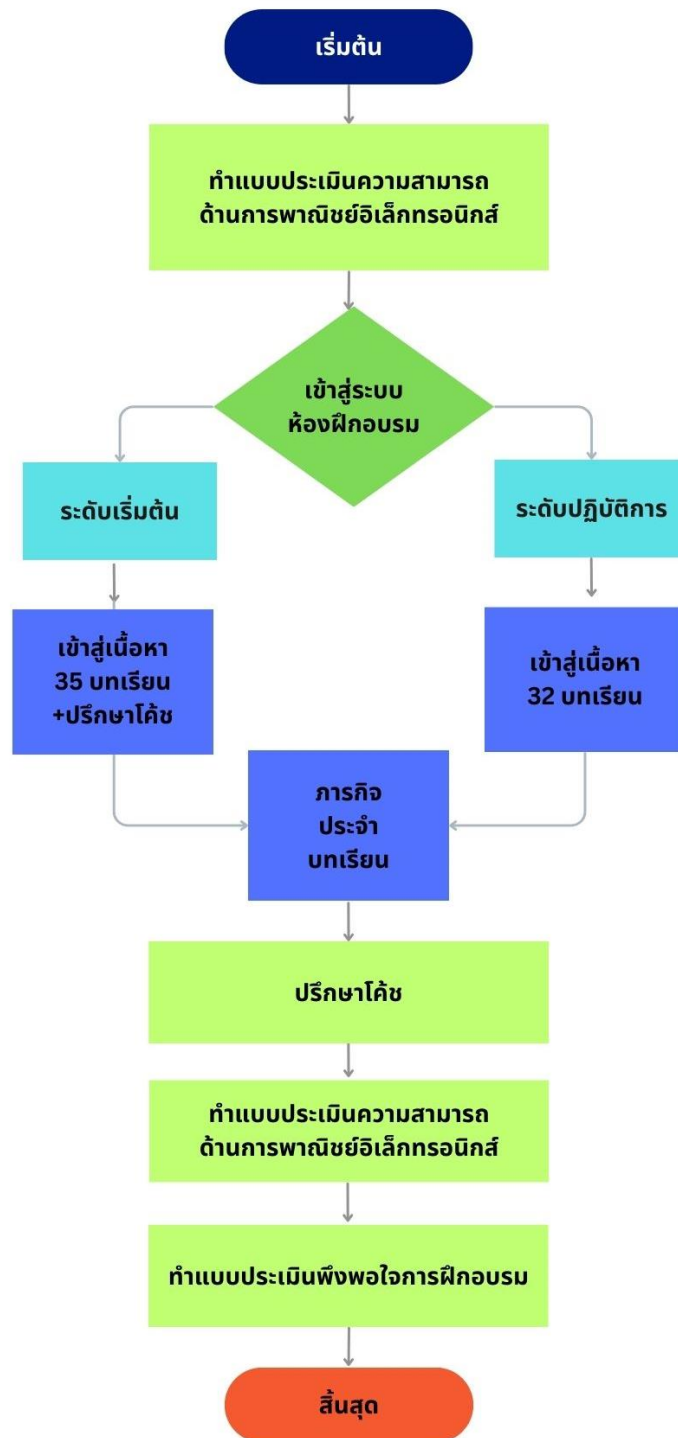 เริ่มต้น
ทำแบบประเมินความสามารถ
ด้านการพาณิชย์อิเล็กทรอนิกส์
เข้าสู่ระบบ
ห้องฝึกอบรม
ระดับเริ่มต้น
ระดับปฏิบัติการ
เข้าสู่เนื้อหา
35 บทเรียน
+ปรึกษาโค้ช
เข้าสู่เนื้อหา
32 บทเรียน
ภารกิจ
ประจำ
บทเรียน
ปรึกษาโค้ช
ทำแบบประเมินความสามารถ
ด้านการพาณิชย์อิเล็กทรอนิกส์
ทำแบบประเมินพึงพอใจการฝึกอบรม
สิ้นสุด